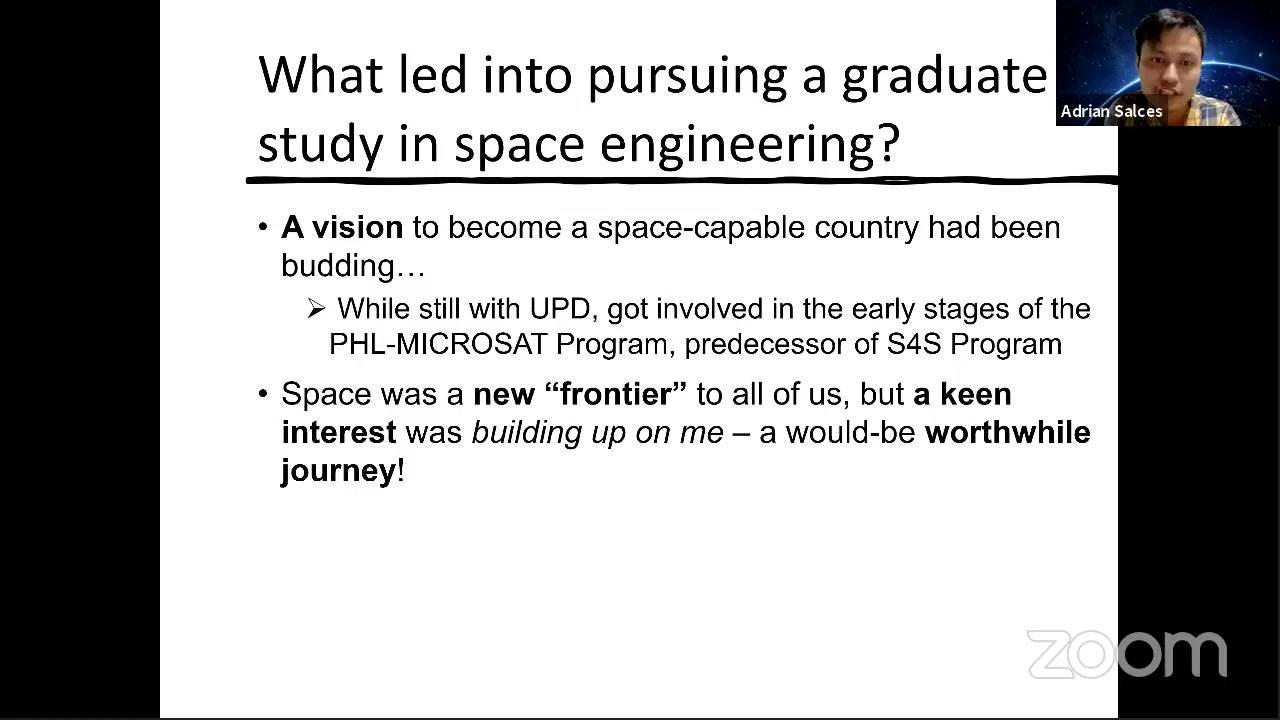 What led into pursuing a graduate
study in space engineering?
Adrian Salces
• A vision to become a space-capable country had been
budding…
➢ While still with UPD, got involved in the early stages of the
PHL-MICROSAT Program, predecessor of S4S Program
• Space was a new “frontier” to all of us, but a keen
interest was building up on me – a would-be worthwhile
journey!
zoom